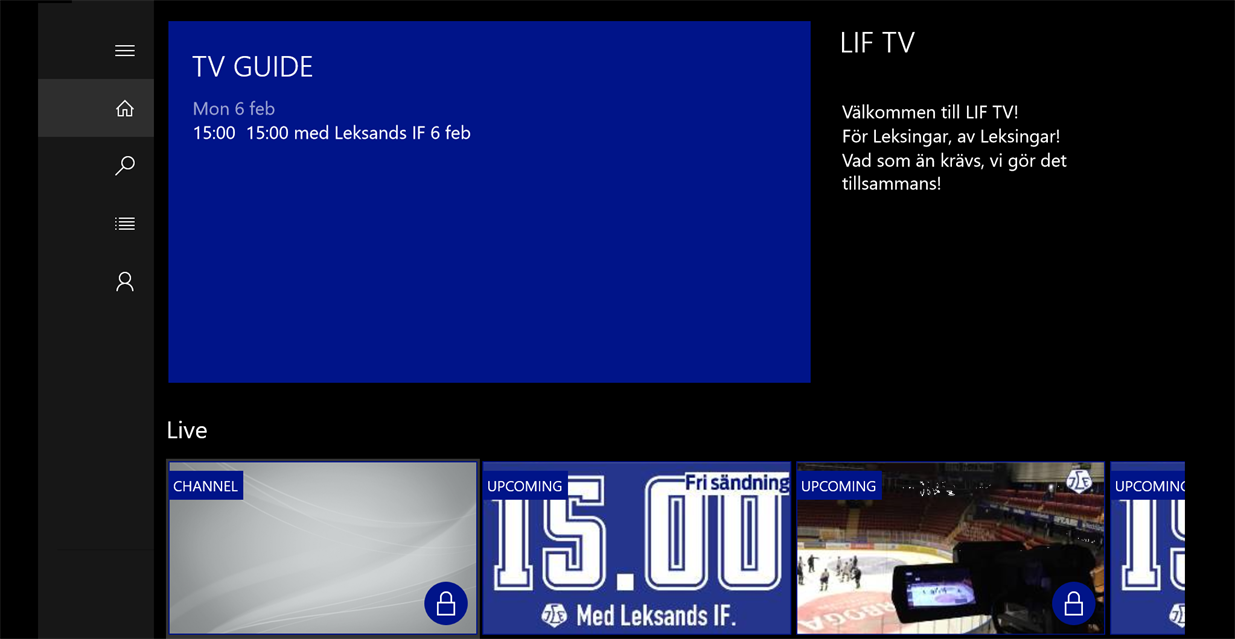 TV GUIDE
Mon 6 feb
15:00 15:00 med Leksands IF 6 feb
LIF TV
Välkommen till LIF TV!
För Leksingar, av Leksingar!
Vad som än krävs, vi gör det
tillsammans!
Live
CHANNEL
UPCOMING
Fri sändning
15.00
Med Leksands IF.
UPCOMING
UPCOMING
15